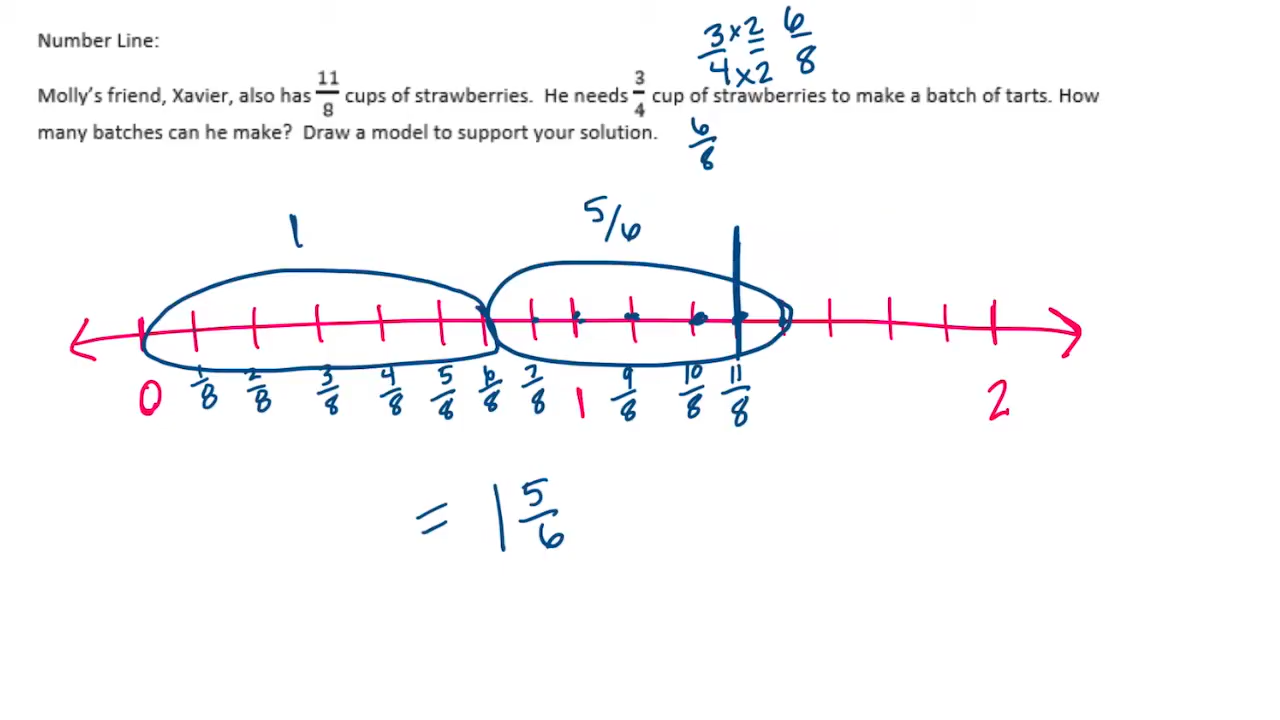 Number Line:
3/4 × 2/2 = 6/8
Molly's friend, Xavier, also has 11/8 cups of strawberries. He needs 3/4 cup of strawberries to make a batch of tarts. How
many batches can he make? Draw a model to support your solution.
6/8
1 5/6
0 1/8 2/8 3/8 4/8 5/8 6/8 7/8 1 9/8 10/8 11/8 2
= 1 5/6